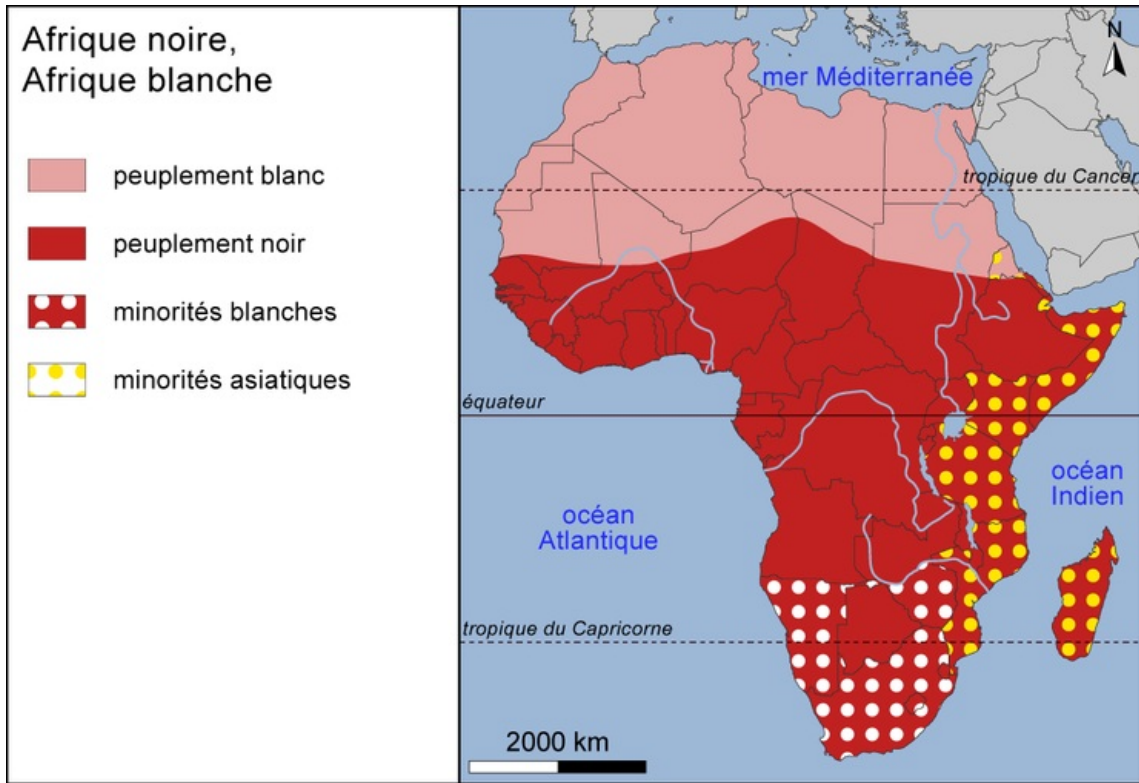 Afrique noire,
Afrique blanche
peuplement blanc
peuplement noir
minorités blanches
minorités asiatiques
N
mer Méditerranée
tropique du Cancer
équateur
océan
Indien
océan
Atlantique
tropique du Capricorne
2000 km